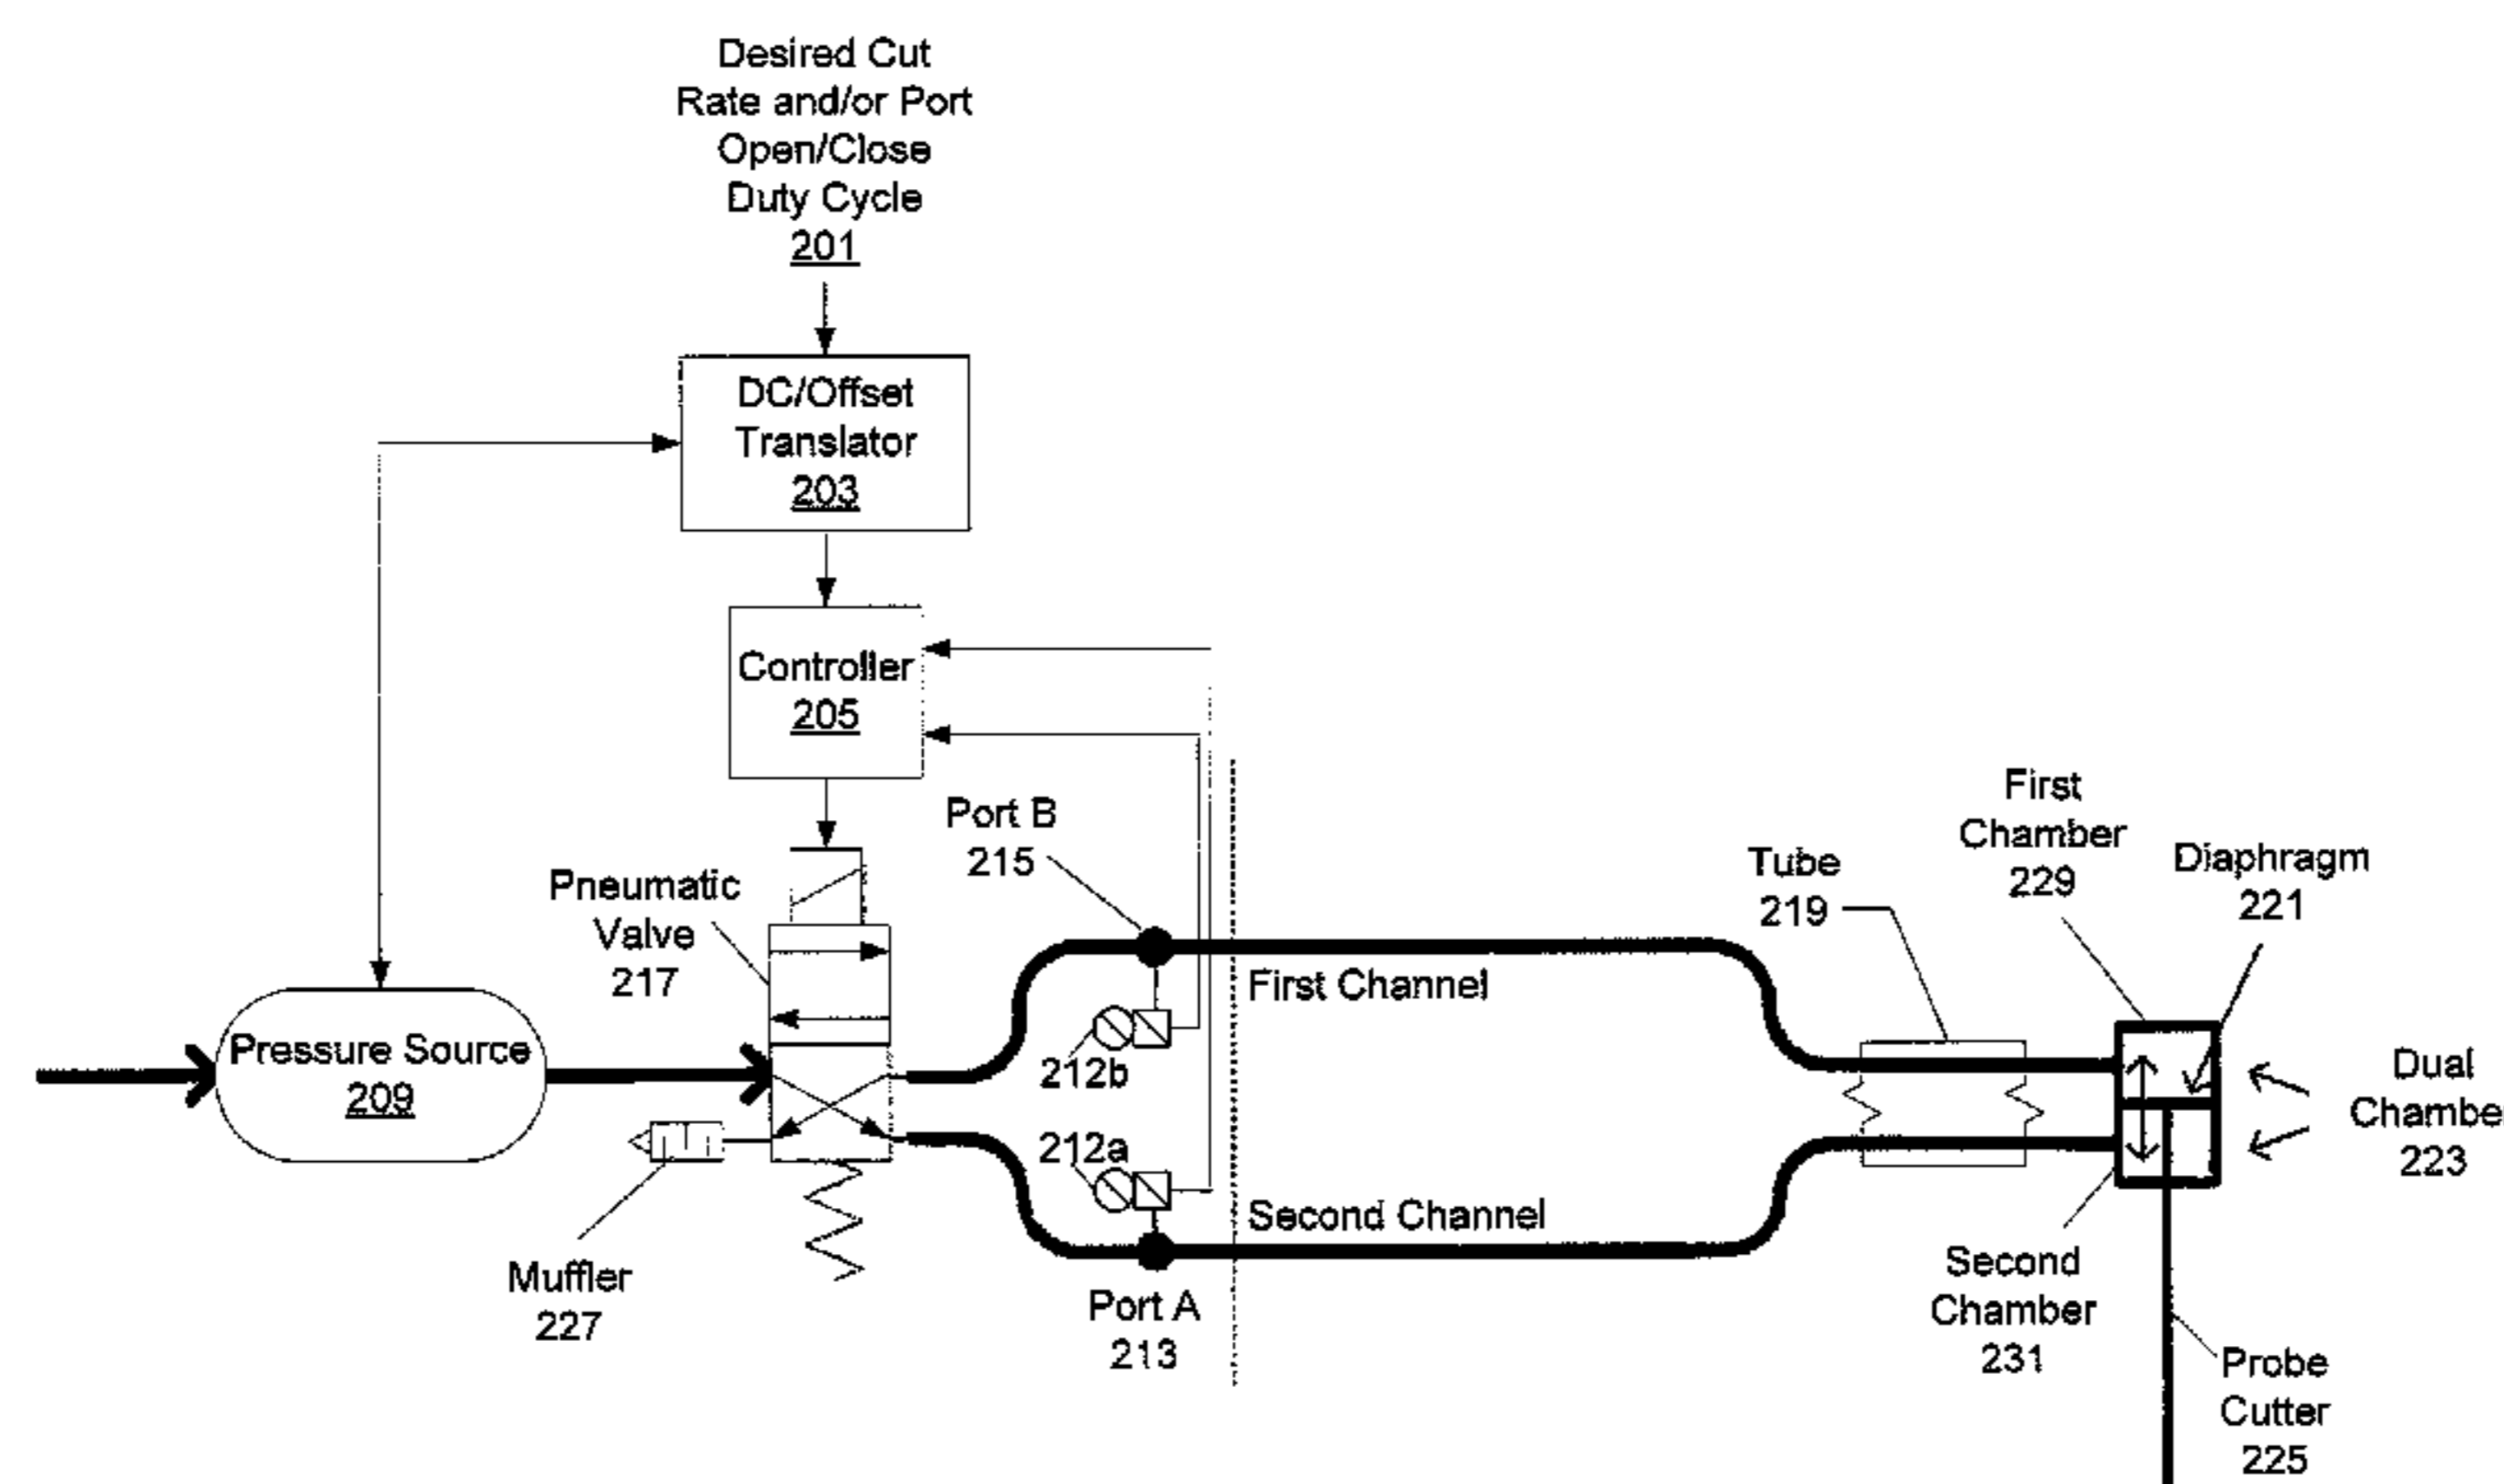 Desired Cut
Rate and/or Port
Open/Close
Duty Cycle
201
DC/Offset
Translator
203
Controller
205
Port B
215
Pneumatic
Valve
217
First
Chamber
229
Diaphragm
221
Tube
219
First Channel
Pressure Source
209
212b
212a
Dual
Chambe
223
Second Channel
Muffler
227
Port A
213
Second
Chamber
231
Probe
Cutter
225